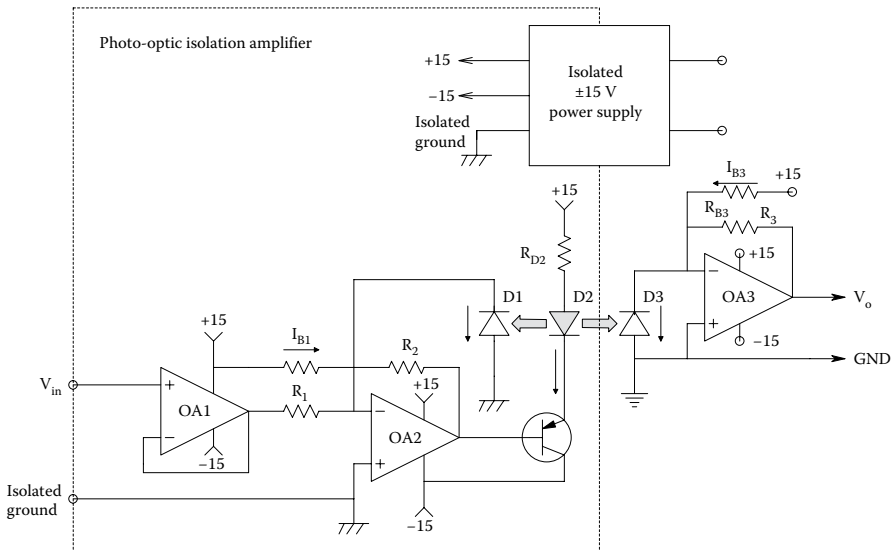 Photo-optic isolation amplifier
+15
−15
Isolated
ground
Isolated
±15 V
power supply
I_B3
+15
R_B3
R_3
+15
R_D2
+15
OA3
−15
V_o
D1
D2
D3
GND
+15
I_B1
R_2
+15
V_in
OA1
R_1
OA2
−15
Isolated
ground
−15